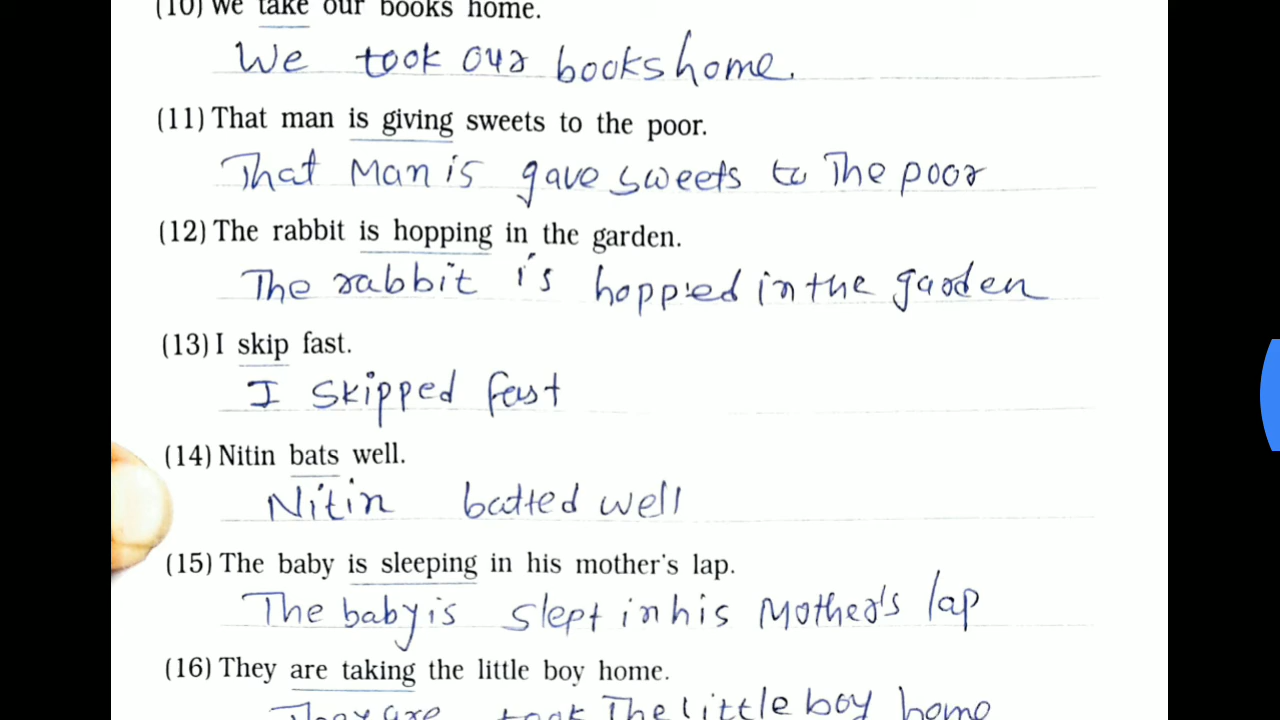 (10) We take our books home.
We took our books home.
(11) That man is giving sweets to the poor.
That Man is gave sweets to The poor
(12) The rabbit is hopping in the garden.
The rabbit is hopped in the garden
(13) I skip fast.
I skipped fast
(14) Nitin bats well.
Nitin batted well
(15) The baby is sleeping in his mother's lap.
The baby is slept in his Mother's lap
(16) They are taking the little boy home.
They are took The little boy home